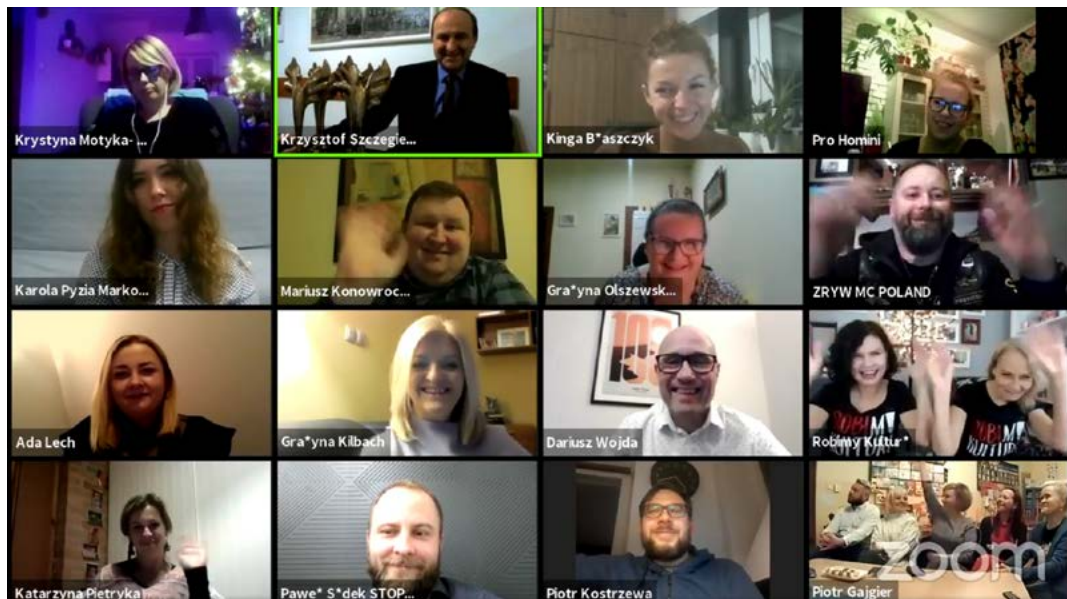 Krystyna Motyka- ...
Krzysztof Szczegie...
Kinga B*aszczyk
Pro Homini
Karola Pyzia Marko...
Mariusz Konowroc...
Gra*yna Olszewsk...
ZRYW MC POLAND
Ada Lech
Gra*yna Kilbach
Dariusz Wojda
Robimy Kultur*
Katarzyna Pietryka
Pawe* S*dek STOP...
Piotr Kostrzewa
Piotr Gajgier
zoom